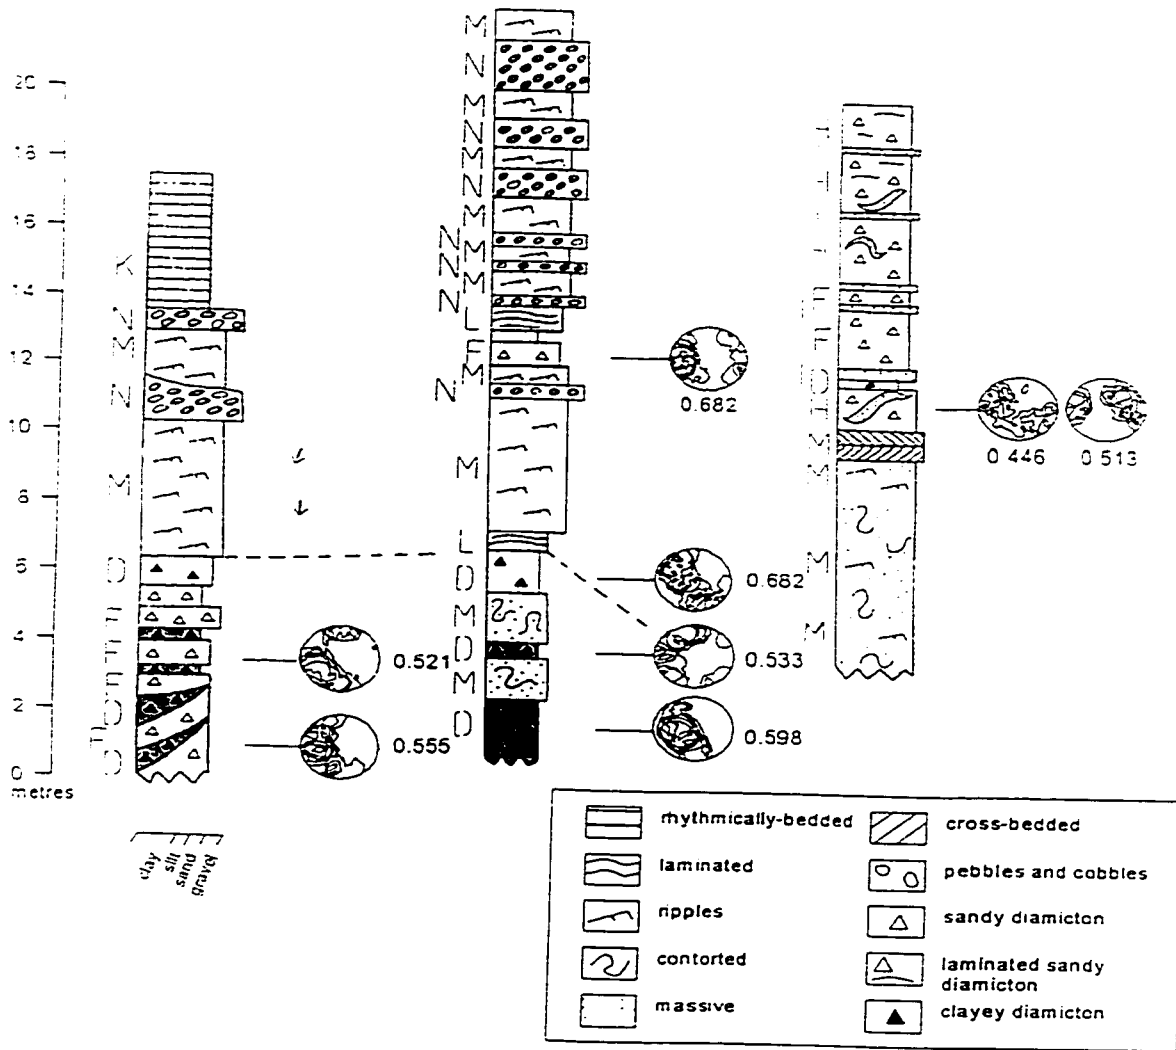 20
18
16
14
12
10
8
6
4
2
0
metres
K
N
M
N
M
D
F
F
F
D
D
clay
silt
sand
gravel
0.521
0.555
M
N
M
N
M
N
M
N
M
N
M
N
L
F
M
N
M
L
D
M
D
M
D
0.682
0.682
0.533
0.598
F
F
D
M
M
M
M
0.446
0.513
rhythmically-bedded
laminated
ripples
contorted
massive
cross-bedded
pebbles and cobbles
sandy diamicton
laminated sandy
diamicton
clayey diamicton